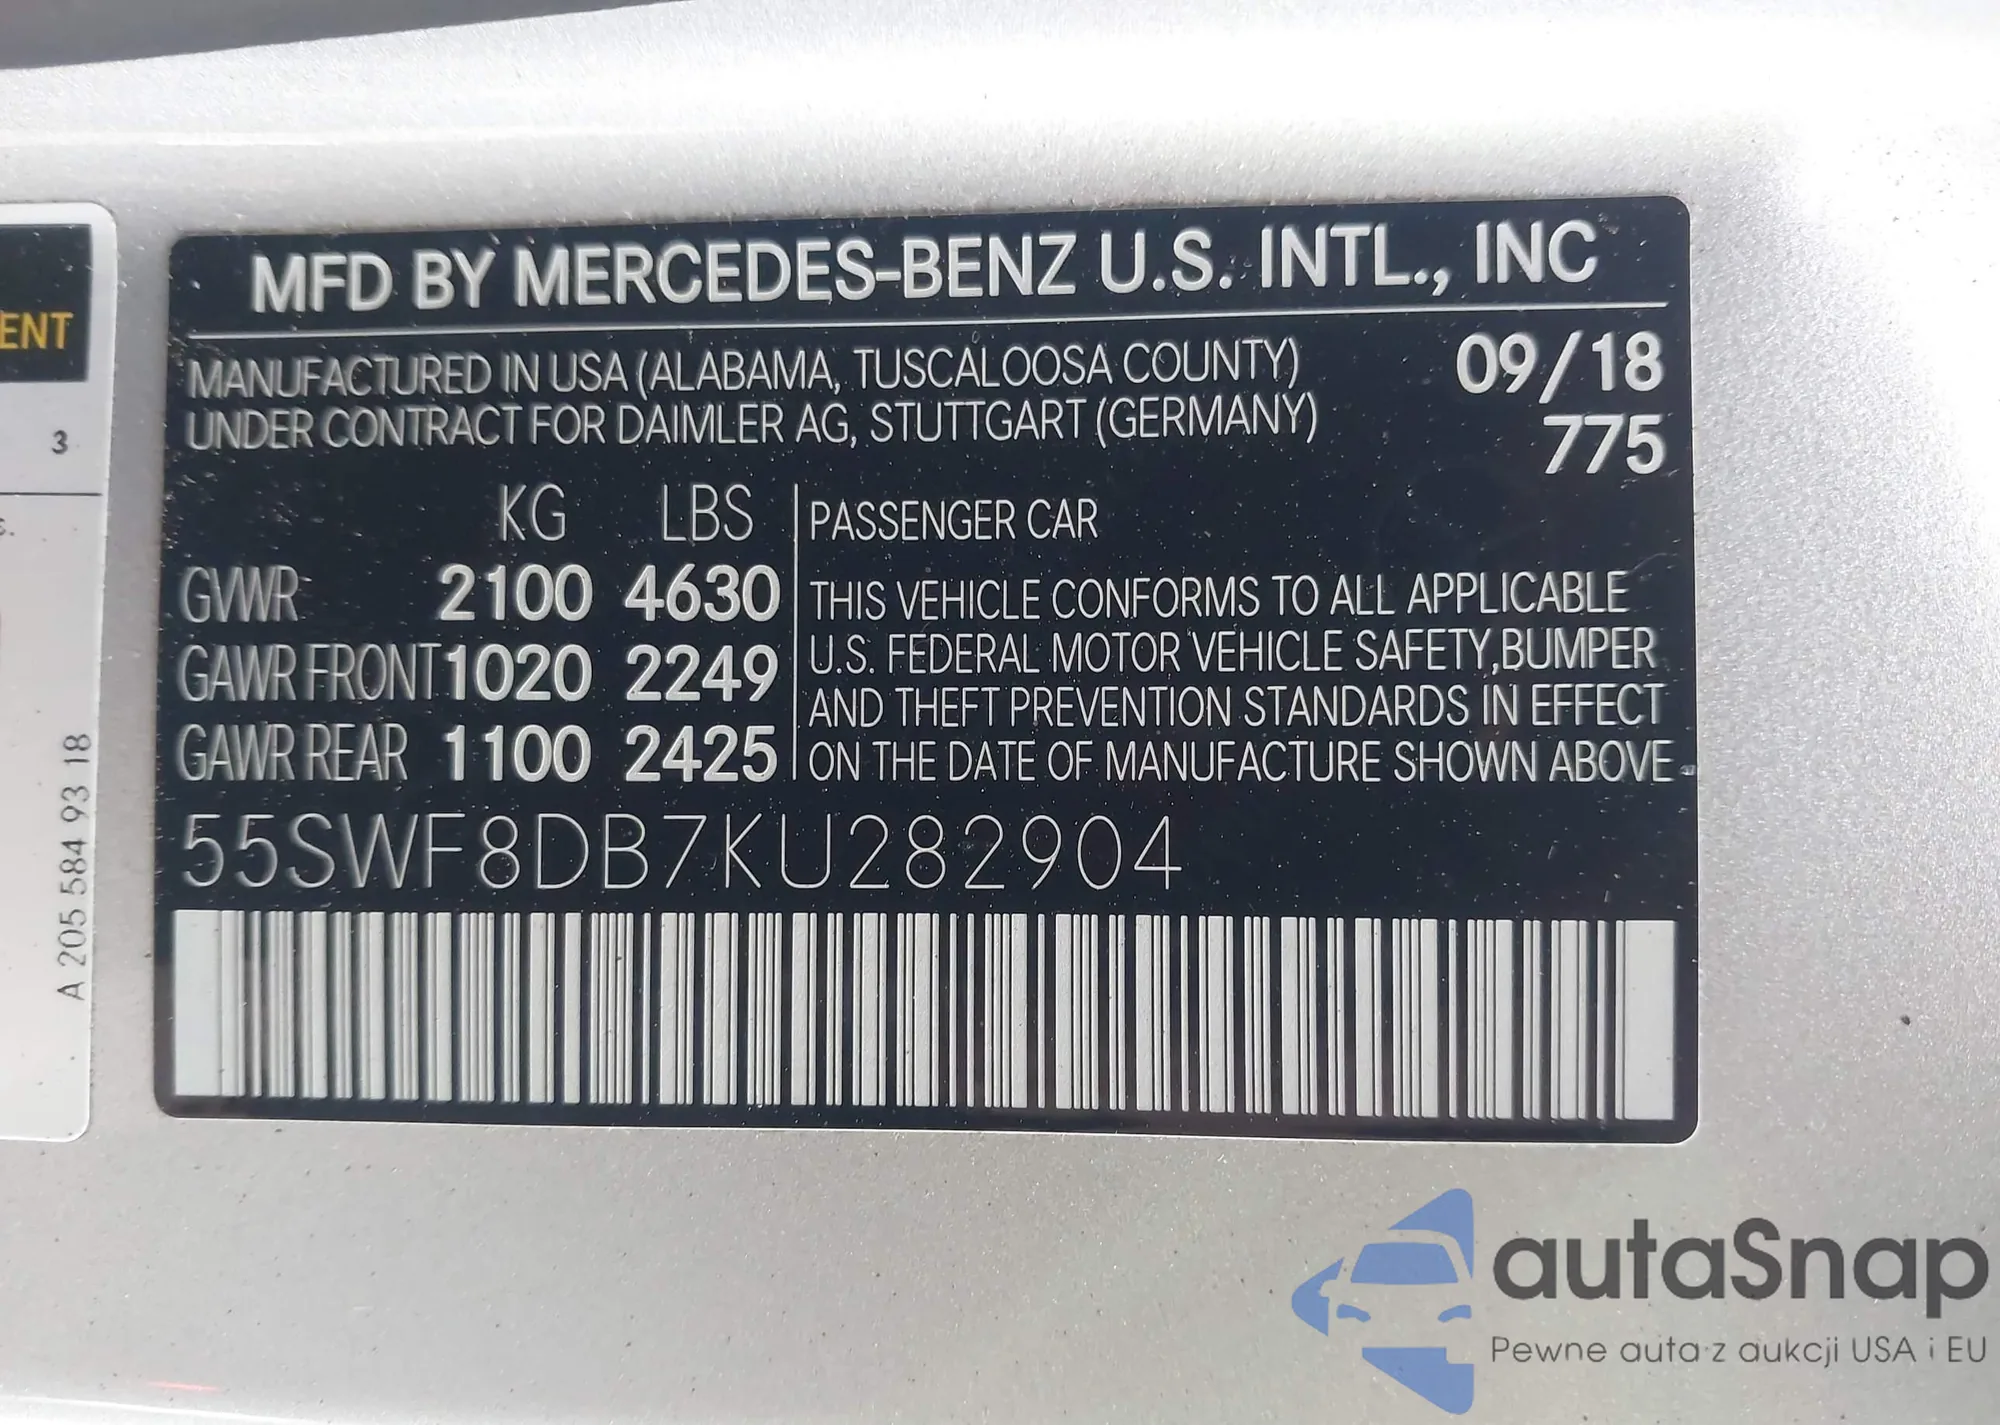 ENT
3
A 205 584 93 18
MFD BY MERCEDES-BENZ U.S. INTL., INC
MANUFACTURED IN USA (ALABAMA, TUSCALOOSA COUNTY) 09/18
UNDER CONTRACT FOR DAIMLER AG, STUTTGART (GERMANY) 775
KG LBS
GVWR 2100 4630
GAWR FRONT 1020 2249
GAWR REAR 1100 2425
PASSENGER CAR
THIS VEHICLE CONFORMS TO ALL APPLICABLE
U.S. FEDERAL MOTOR VEHICLE SAFETY,BUMPER
AND THEFT PREVENTION STANDARDS IN EFFECT
ON THE DATE OF MANUFACTURE SHOWN ABOVE
55SWF8DB7KU282904
autaSnap
Pewne auta z aukcji USA i EU